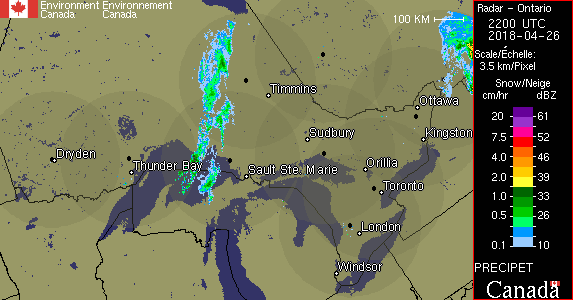 Environment Environnement
Canada Canada
100 KM
Timmins
Ottawa
Sudbury
Kingston
Dryden
Thunder Bay
Sault Ste. Marie
Orillia
Toronto
London
Windsor
Radar - Ontario
2200 UTC
2018-04-26
Scale/Échelle:
3.5 km/Pixel
Snow/Neige
cm/hr dBZ
20 61
7.5 52
4.0 46
2.0 39
1.0 33
0.5 26
0.1 10
PRECIPET
Canada